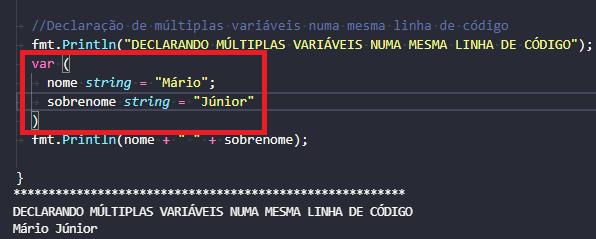 //Declaração de múltiplas variáveis numa mesma linha de código
fmt.Println("DECLARANDO MÚLTIPLAS VARIÁVEIS NUMA MESMA LINHA DE CÓDIGO");
var (
nome string = "Mário";
sobrenome string = "Júnior"
)
fmt.Println(nome + " " + sobrenome);
}
********************************************************
DECLARANDO MÚLTIPLAS VARIÁVEIS NUMA MESMA LINHA DE CÓDIGO
Mário Júnior